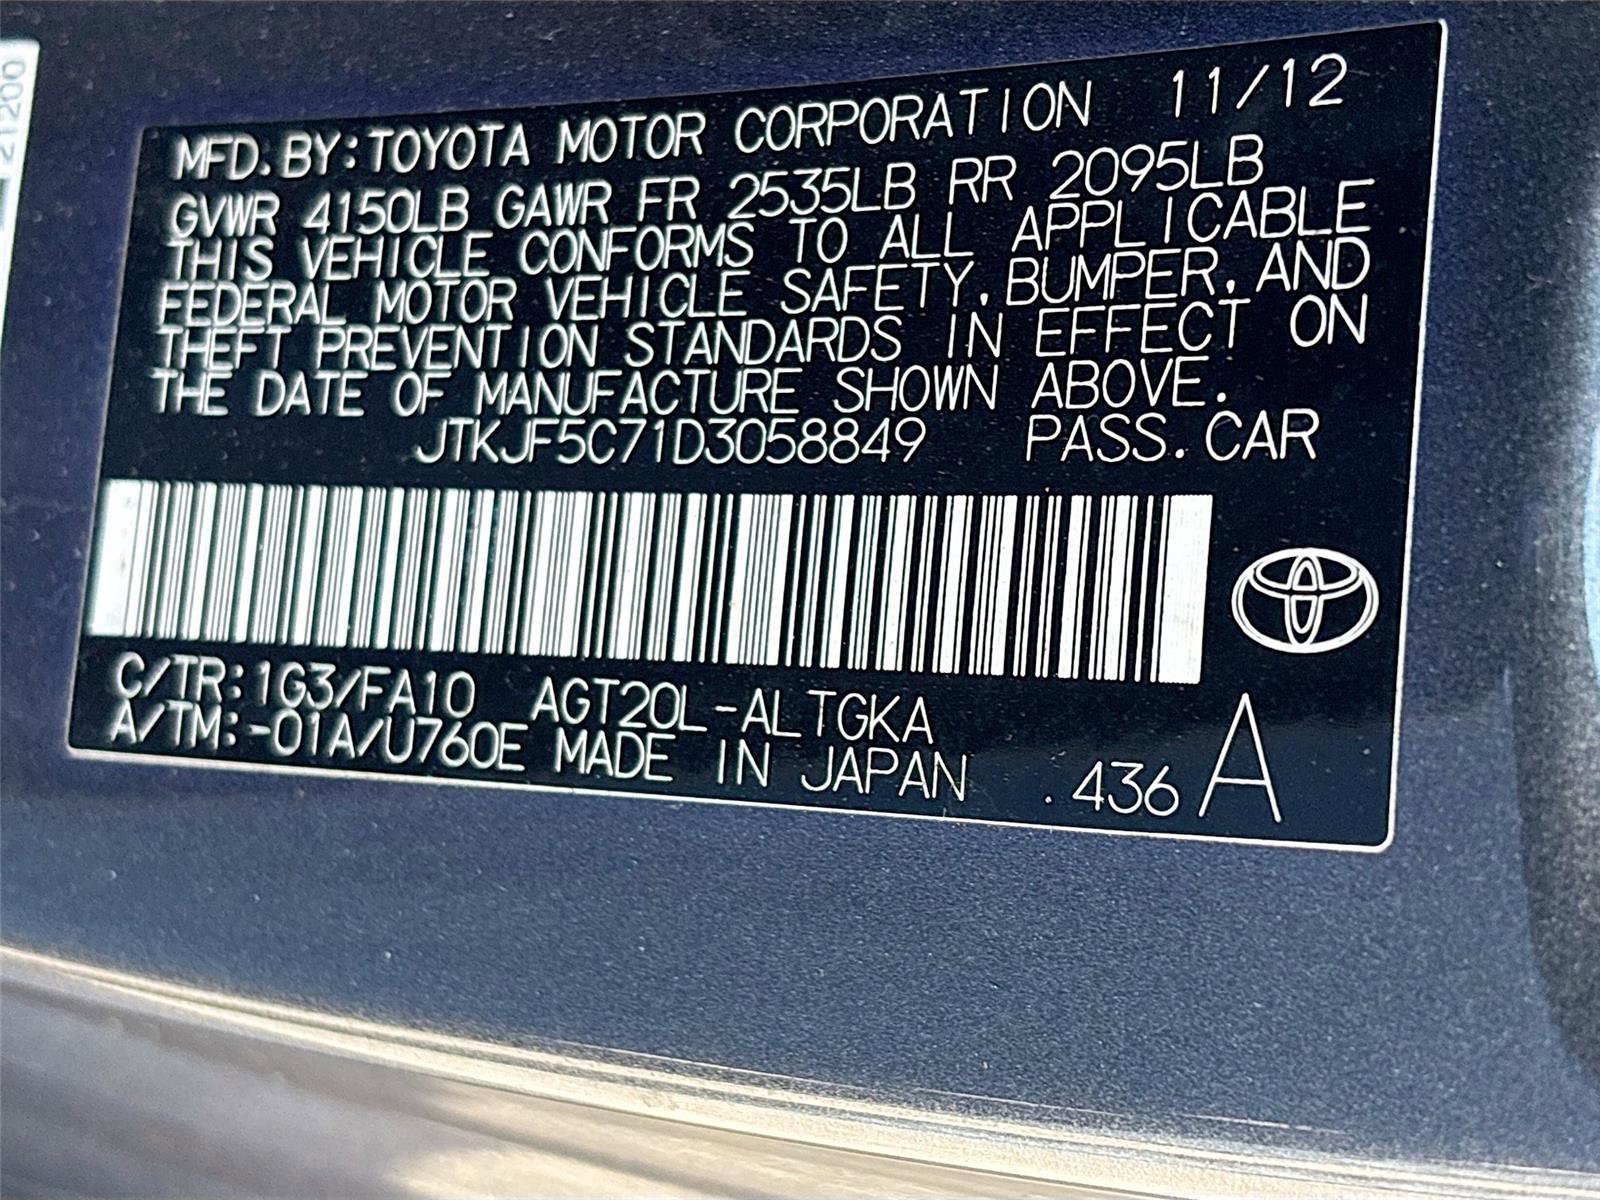 121200
MFD. BY: TOYOTA MOTOR CORPORATION 11/12
GVWR 4150LB GAWR FR 2535LB RR 2095LB
THIS VEHICLE CONFORMS TO ALL APPLICABLE
FEDERAL MOTOR VEHICLE SAFETY, BUMPER, AND
THEFT PREVENTION STANDARDS IN EFFECT ON
THE DATE OF MANUFACTURE SHOWN ABOVE.
JTKJF5C71D3058849 PASS. CAR
C/TR: 1G3/FA10 AGT20L-ALTGKA
A/TM: -01A/U760E MADE IN JAPAN . 436 A